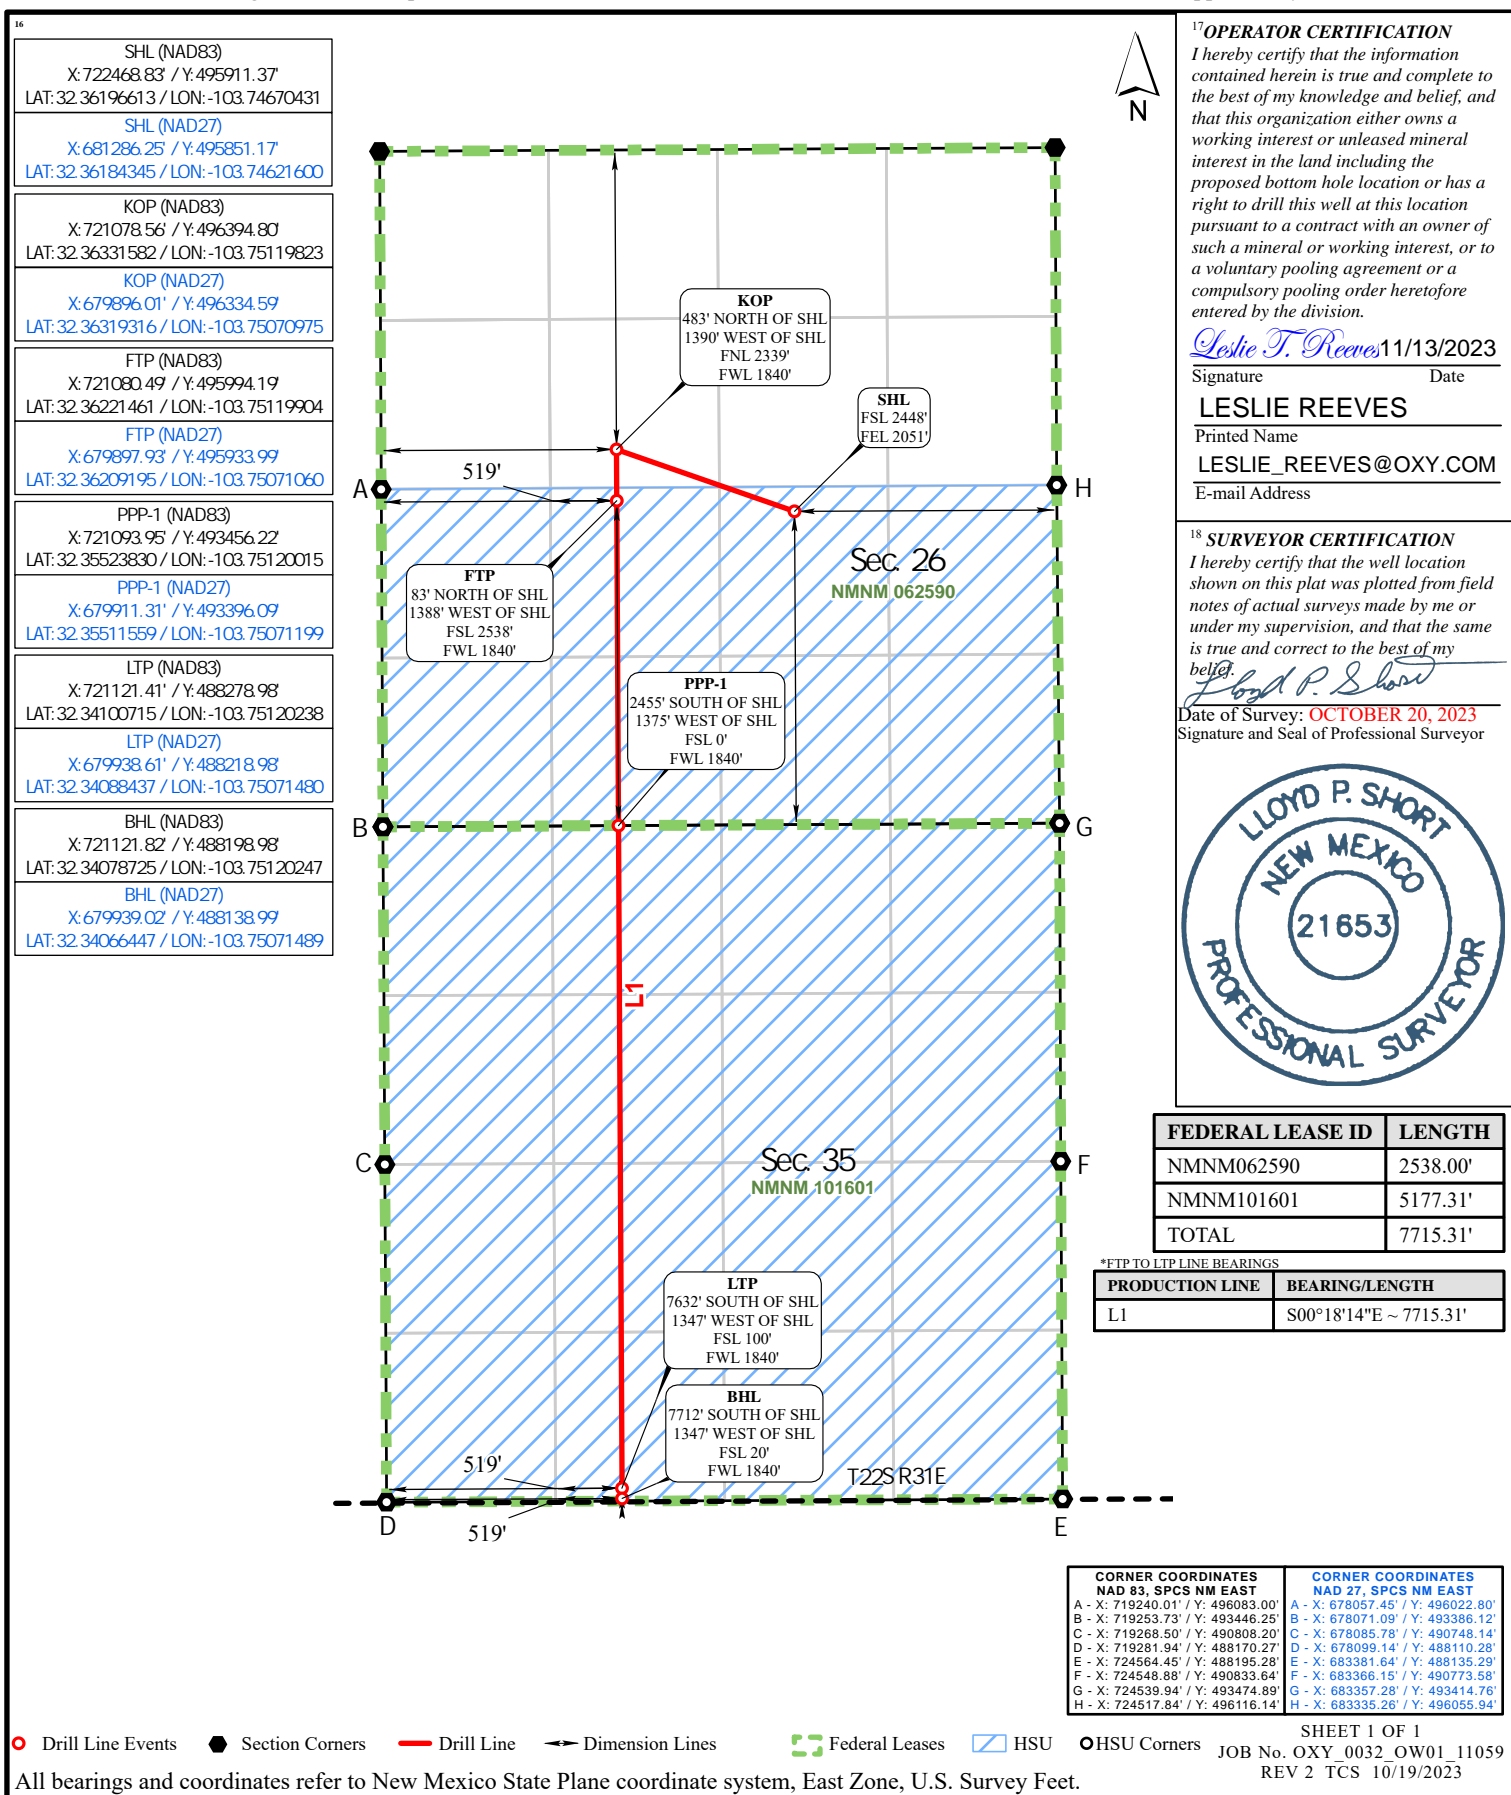 16
SHL (NAD83)
X:722468.83' / Y:495911.37'
LAT:32.36196613 / LON:-103.74670431
SHL (NAD27)
X:681286.25' / Y:495851.17'
LAT:32.36184345 / LON:-103.74621600
KOP (NAD83)
X:721078.56' / Y:496394.80'
LAT:32.36331582 / LON:-103.75119823
KOP (NAD27)
X:679896.01' / Y:496334.59'
LAT:32.36319316 / LON:-103.75070975
FTP (NAD83)
X:721080.49' / Y:495994.19'
LAT:32.36221461 / LON:-103.75119904
FTP (NAD27)
X:679897.93' / Y:495933.99'
LAT:32.36209195 / LON:-103.75071060
PPP-1 (NAD83)
X:721093.95' / Y:493456.22'
LAT:32.35523830 / LON:-103.75120015
PPP-1 (NAD27)
X:679911.31' / Y:493396.09'
LAT:32.35511559 / LON:-103.75071199
LTP (NAD83)
X:721121.41' / Y:488278.98'
LAT:32.34100715 / LON:-103.75120238
LTP (NAD27)
X:679938.61' / Y:488218.98'
LAT:32.34088437 / LON:-103.75071480
BHL (NAD83)
X:721121.82' / Y:488198.98'
LAT:32.34078725 / LON:-103.75120247
BHL (NAD27)
X:679939.02' / Y:488138.99'
LAT:32.34066447 / LON:-103.75071489
N
KOP
483' NORTH OF SHL
1390' WEST OF SHL
FNL 2339'
FWL 1840'
SHL
FSL 2448'
FEL 2051'
519'
A
H
Sec. 26
NMNM 062590
FTP
83' NORTH OF SHL
1388' WEST OF SHL
FSL 2538'
FWL 1840'
PPP-1
2455' SOUTH OF SHL
1375' WEST OF SHL
FSL 0'
FWL 1840'
B
G
L1
C
F
Sec. 35
NMNM 101601
LTP
7632' SOUTH OF SHL
1347' WEST OF SHL
FSL 100'
FWL 1840'
BHL
7712' SOUTH OF SHL
1347' WEST OF SHL
FSL 20'
FWL 1840'
519'
T22S R31E
D
519'
E
17 OPERATOR CERTIFICATION
I hereby certify that the information
contained herein is true and complete to
the best of my knowledge and belief, and
that this organization either owns a
working interest or unleased mineral
interest in the land including the
proposed bottom hole location or has a
right to drill this well at this location
pursuant to a contract with an owner of
such a mineral or working interest, or to
a voluntary pooling agreement or a
compulsory pooling order heretofore
entered by the division.
Leslie T. Reeves 11/13/2023
Signature Date
LESLIE REEVES
Printed Name
LESLIE_REEVES@OXY.COM
E-mail Address
18 SURVEYOR CERTIFICATION
I hereby certify that the well location
shown on this plat was plotted from field
notes of actual surveys made by me or
under my supervision, and that the same
is true and correct to the best of my
belief.
Lloyd P. Short
Date of Survey: OCTOBER 20, 2023
Signature and Seal of Professional Surveyor
LLOYD P. SHORT
NEW MEXICO
21653
PROFESSIONAL SURVEYOR
FEDERAL LEASE ID LENGTH
NMNM062590 2538.00'
NMNM101601 5177.31'
TOTAL 7715.31'
*FTP TO LTP LINE BEARINGS
PRODUCTION LINE BEARING/LENGTH
L1 S00°18'14"E ~ 7715.31'
CORNER COORDINATES
NAD 83, SPCS NM EAST
A - X: 719240.01' / Y: 496083.00'
B - X: 719253.73' / Y: 493446.25'
C - X: 719268.50' / Y: 490808.20'
D - X: 719281.94' / Y: 488170.27'
E - X: 724564.45' / Y: 488195.28'
F - X: 724548.88' / Y: 490833.64'
G - X: 724539.94' / Y: 493474.89'
H - X: 724517.84' / Y: 496116.14'
CORNER COORDINATES
NAD 27, SPCS NM EAST
A - X: 678057.45' / Y: 496022.80'
B - X: 678071.09' / Y: 493386.12'
C - X: 678085.78' / Y: 490748.14'
D - X: 678099.14' / Y: 488110.28'
E - X: 683381.64' / Y: 488135.29'
F - X: 683366.15' / Y: 490773.58'
G - X: 683357.28' / Y: 493414.76'
H - X: 683335.26' / Y: 496055.94'
Drill Line Events Section Corners Drill Line Dimension Lines Federal Leases HSU HSU Corners
SHEET 1 OF 1
JOB No. OXY_0032_OW01_11059
REV 2 TCS 10/19/2023
All bearings and coordinates refer to New Mexico State Plane coordinate system, East Zone, U.S. Survey Feet.